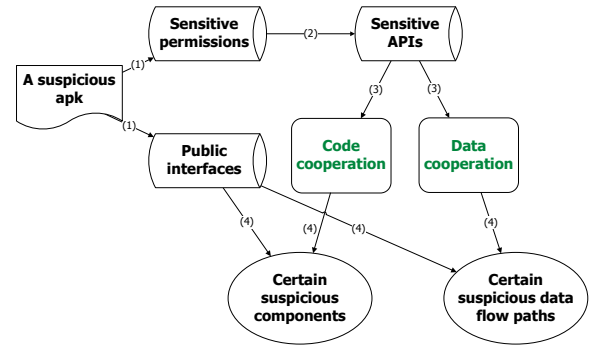 Sensitive
permissions
(2)
Sensitive
APIs
A suspicious
apk
(1)
(1)
(3)
(3)
Public
interfaces
Code
cooperation
Data
cooperation
(4)
(4)
(4)
(4)
Certain
suspicious
components
Certain
suspicious data
flow paths